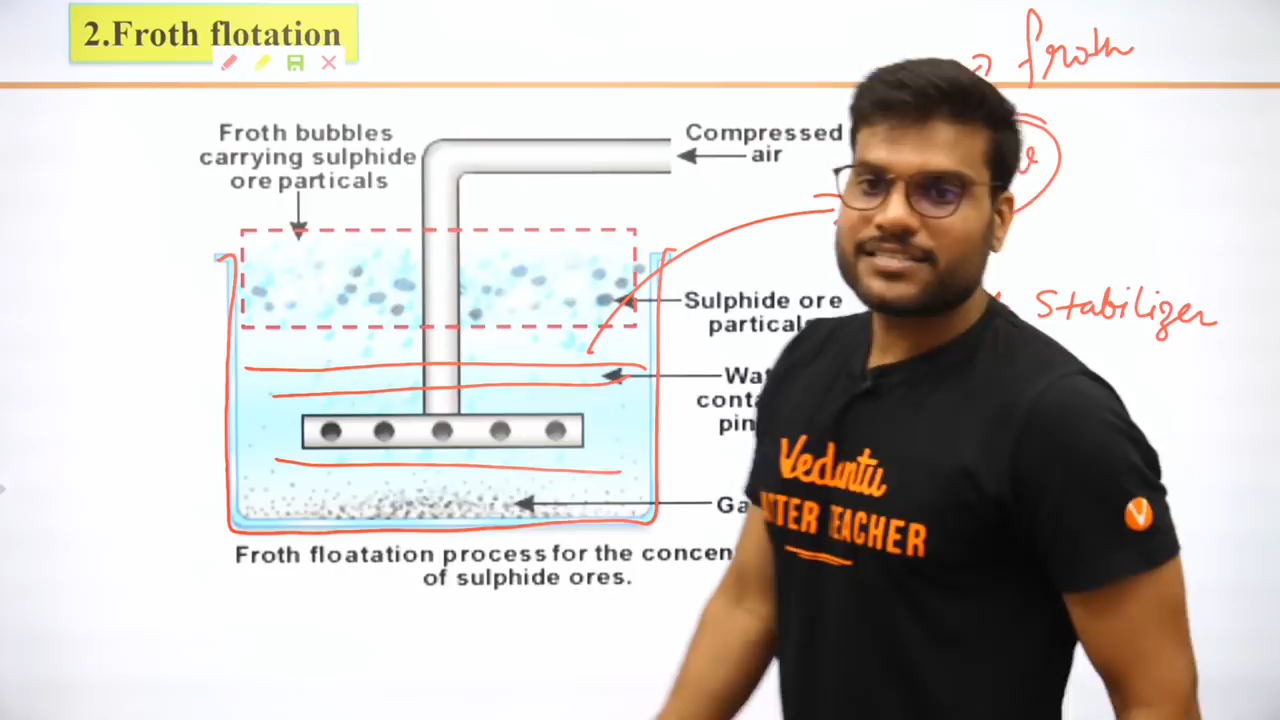 2.Froth flotation
froth
Froth bubbles
carrying sulphide
ore particals
Compressed
air
Sulphide ore
particals
Stabilizer
Froth floatation process for the
of sulphide ores.
Vedantu
TEACHER